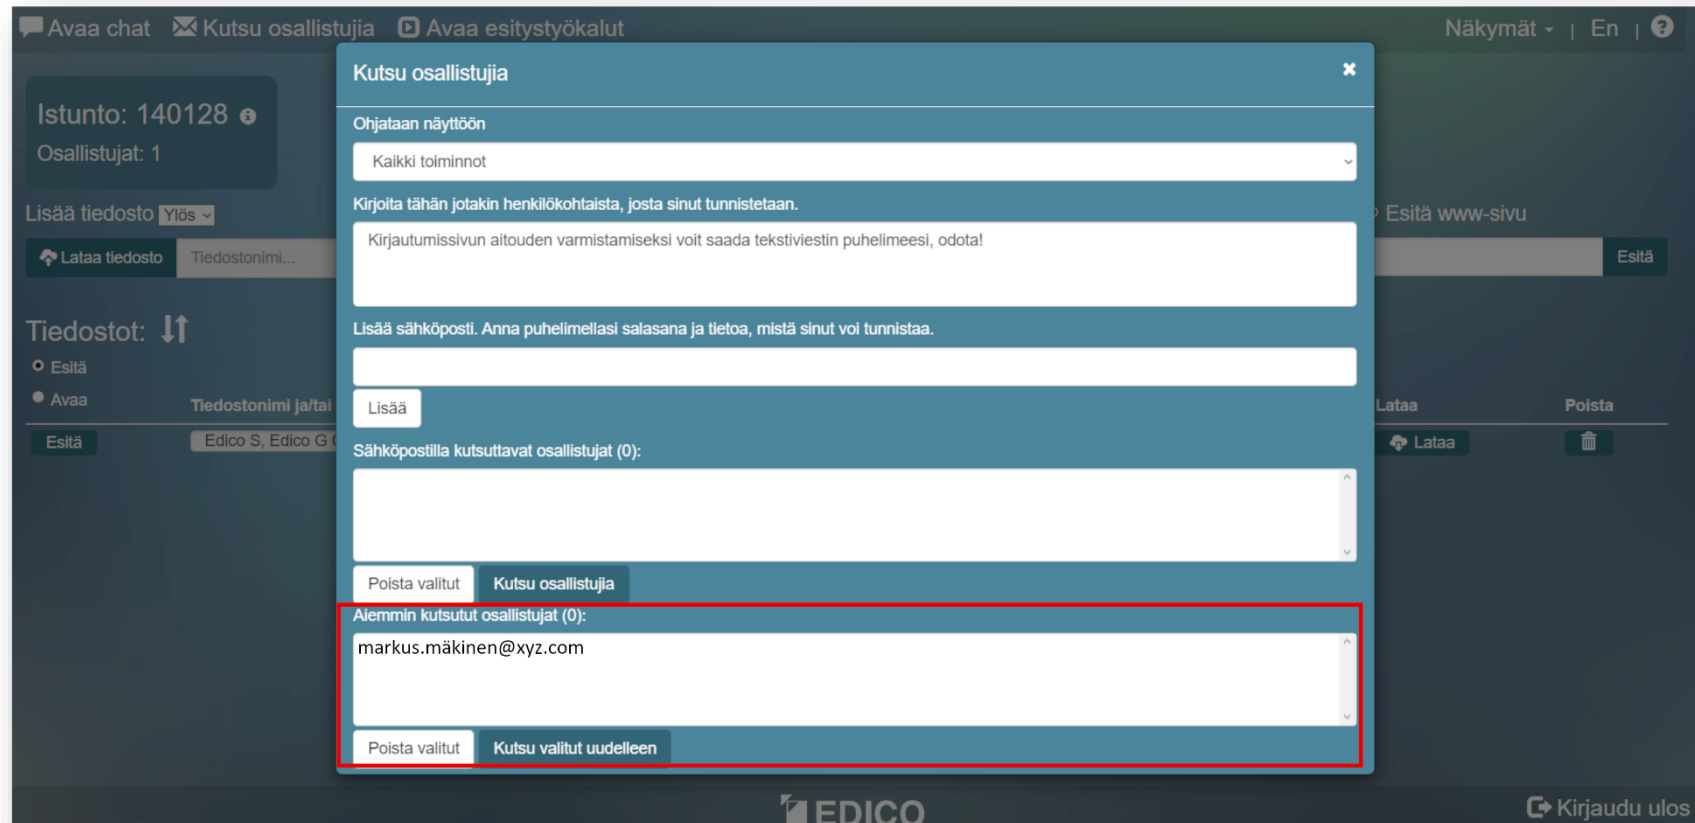 Avaa chat Kutsu osallistujia Avaa esitystyökalut Näkymät | En | ?
Kutsu osallistujia
Istunto: 140128
Osallistujat: 1
Ohjataan näyttöön
Kaikki toiminnot
Kirjoita tähän jotakin henkilökohtaista, josta sinut tunnistetaan.
Lisää tiedosto Ylös
Esitä www-sivu
Kirjautumissivun aitouden varmistamiseksi voit saada tekstiviestin puhelimeesi, odota!
Lataa tiedosto Tiedostonimi... Esitä
Tiedostot:
Lisää sähköposti. Anna puhelimellasi salasana ja tietoa, mistä sinut voi tunnistaa.
Esitä
Avaa
Tiedostonimi ja/tai
Lisää
Lataa Poista
Esitä Edico S, Edico G
Lataa
Sähköpostilla kutsuttavat osallistujat (0):
Poista valitut Kutsu osallistujia
Aiemmin kutsutut osallistujat (0):
markus.mäkinen@xyz.com
Poista valitut Kutsu valitut uudelleen
EDICO
Kirjaudu ulos